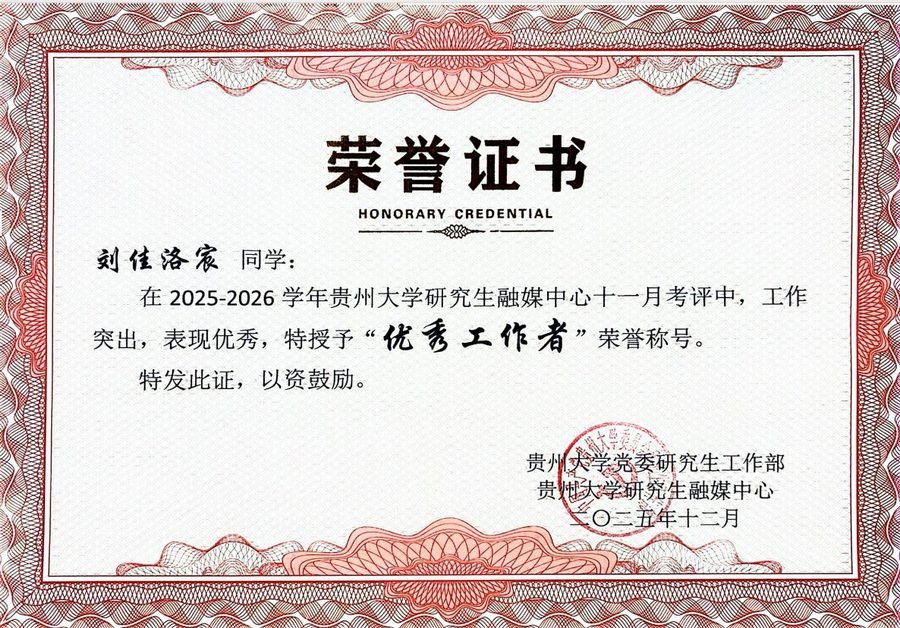 荣誉证书
HONORARY CREDENTIAL
刘佳洛宸 同学：
在 2025-2026 学年贵州大学研究生融媒中心十一月考评中，工作
突出，表现优秀，特授予“优秀工作者”荣誉称号。
特发此证，以资鼓励。
贵州大学党委研究生工作部
贵州大学研究生融媒中心
二〇二五年十二月